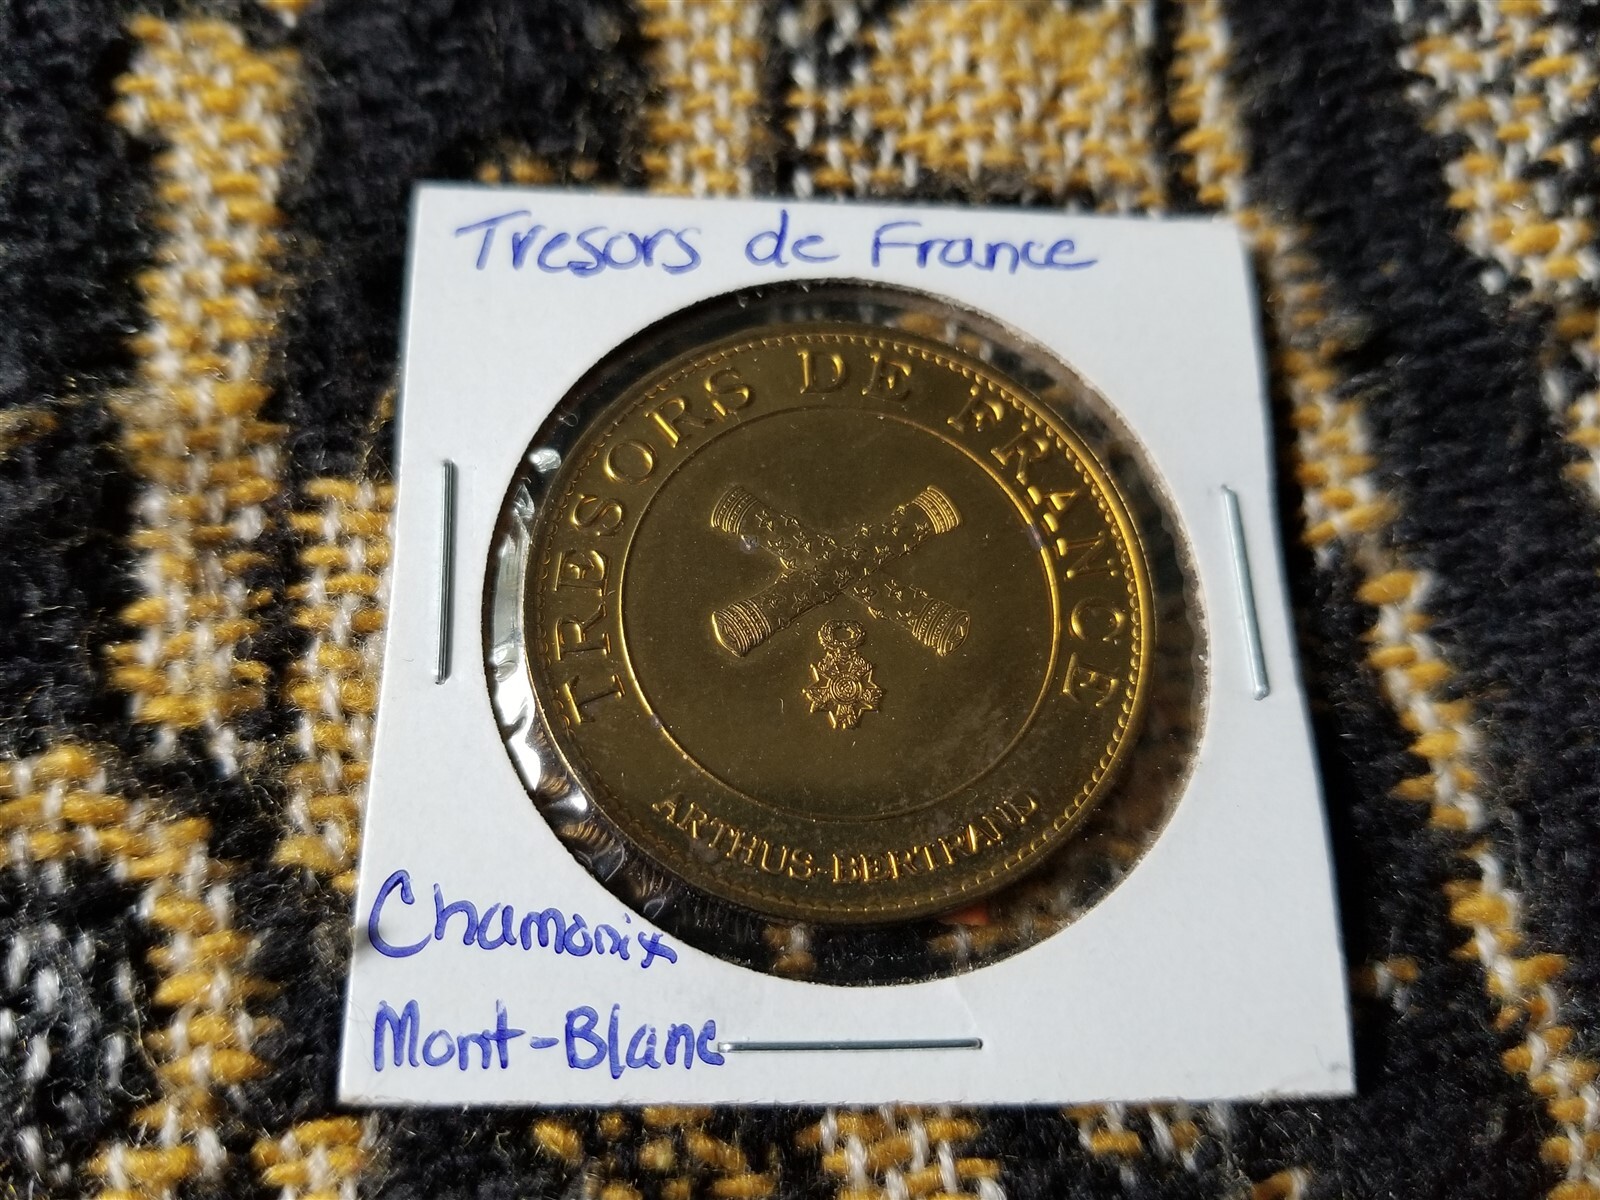 Tresors de France
TRESORS DE FRANCE
ARTHUS-BERTRAND
Chamonix
Mont-Blanc